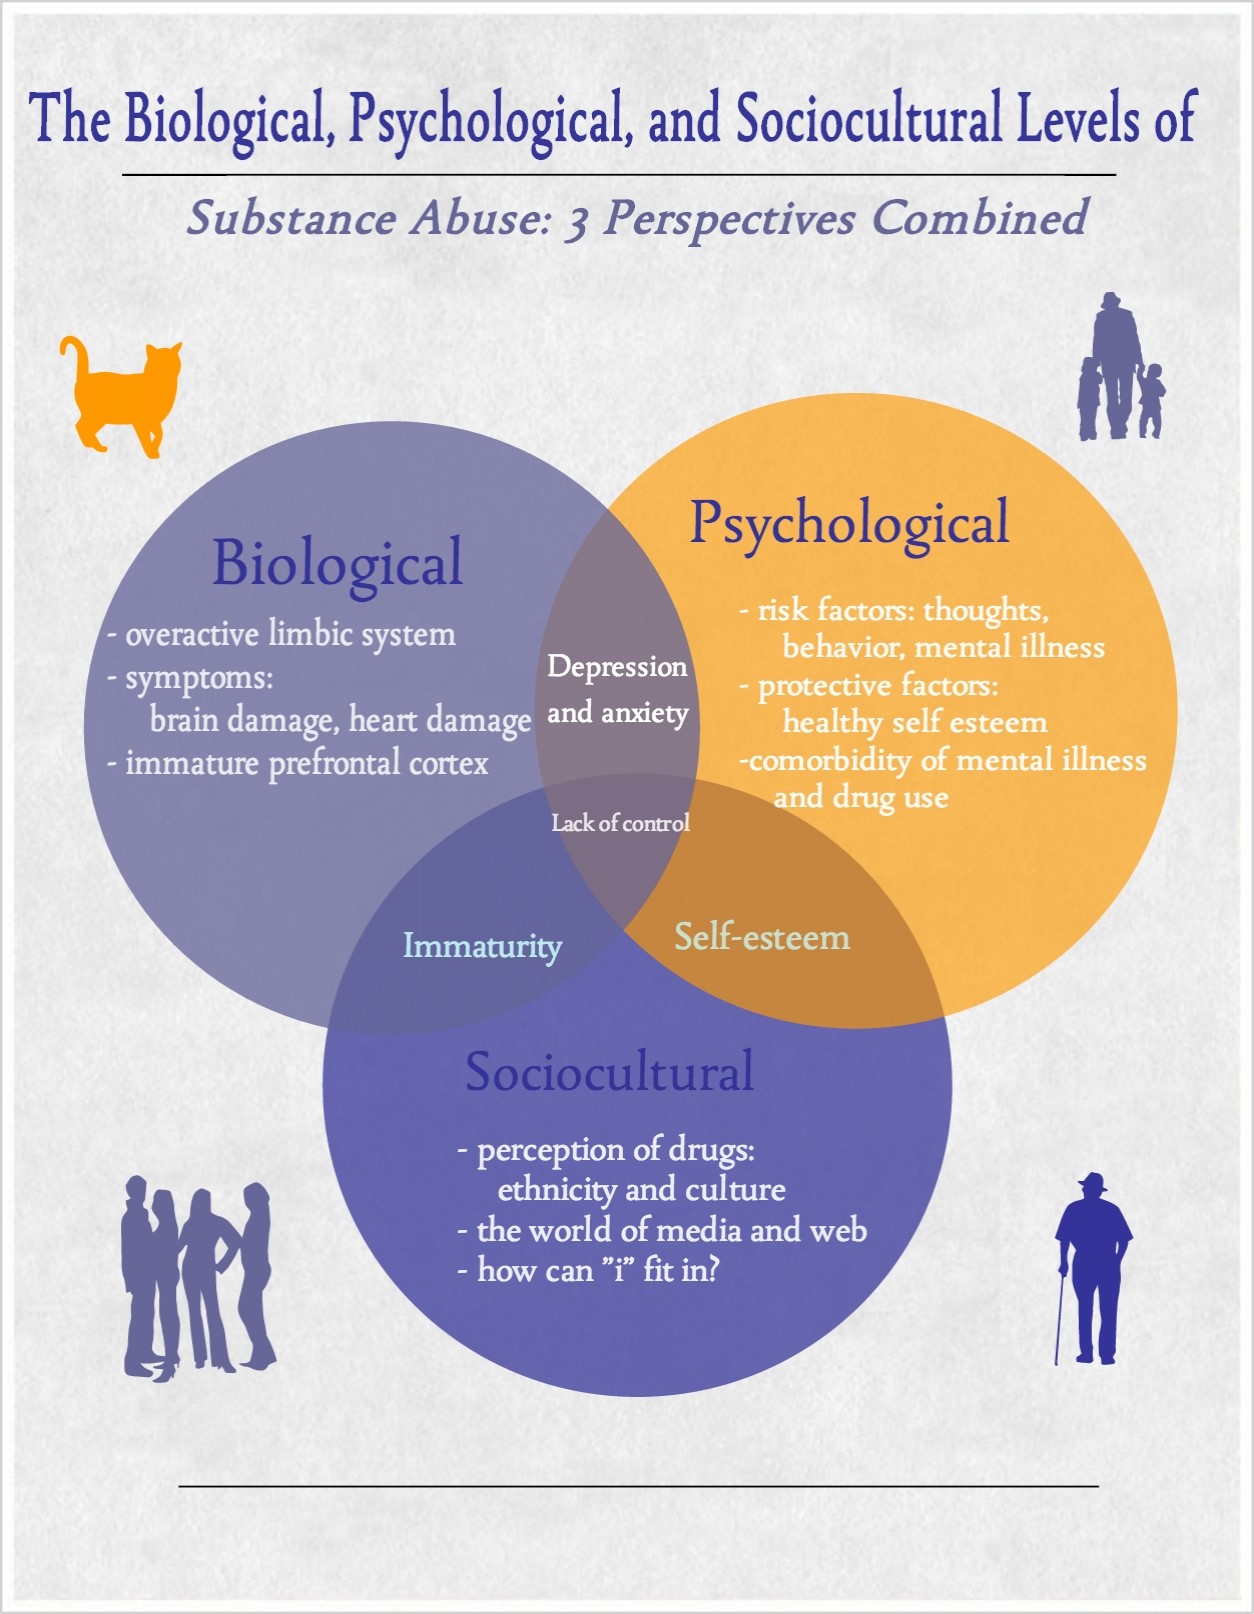 The Biological, Psychological, and Sociocultural Levels of
Substance Abuse: 3 Perspectives Combined
Biological
- overactive limbic system
- symptoms:
brain damage, heart damage
- immature prefrontal cortex
Psychological
- risk factors: thoughts,
behavior, mental illness
- protective factors:
healthy self esteem
-comorbidity of mental illness
and drug use
Depression
and anxiety
Lack of control
Immaturity
Self-esteem
Sociocultural
- perception of drugs:
ethnicity and culture
- the world of media and web
- how can "i" fit in?